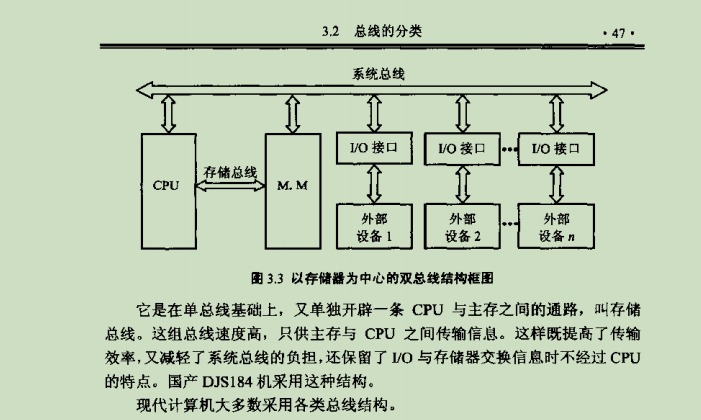 3.2 总线的分类 ·47·
系统总线
I/O 接口 I/O 接口 ••• I/O 接口
存储总线
CPU M. M
外部 外部 ••• 外部
设备 1 设备 2 设备 n
图 3.3 以存储器为中心的双总线结构框图
它是在单总线基础上，又单独开辟一条 CPU 与主存之间的通路，叫存储
总线。这组总线速度高，只供主存与 CPU 之间传输信息。这样既提高了传输
效率，又减轻了系统总线的负担，还保留了 I/O 与存储器交换信息时不经过 CPU
的特点。国产 DJS184 机采用这种结构。
现代计算机大多数采用各类总线结构。